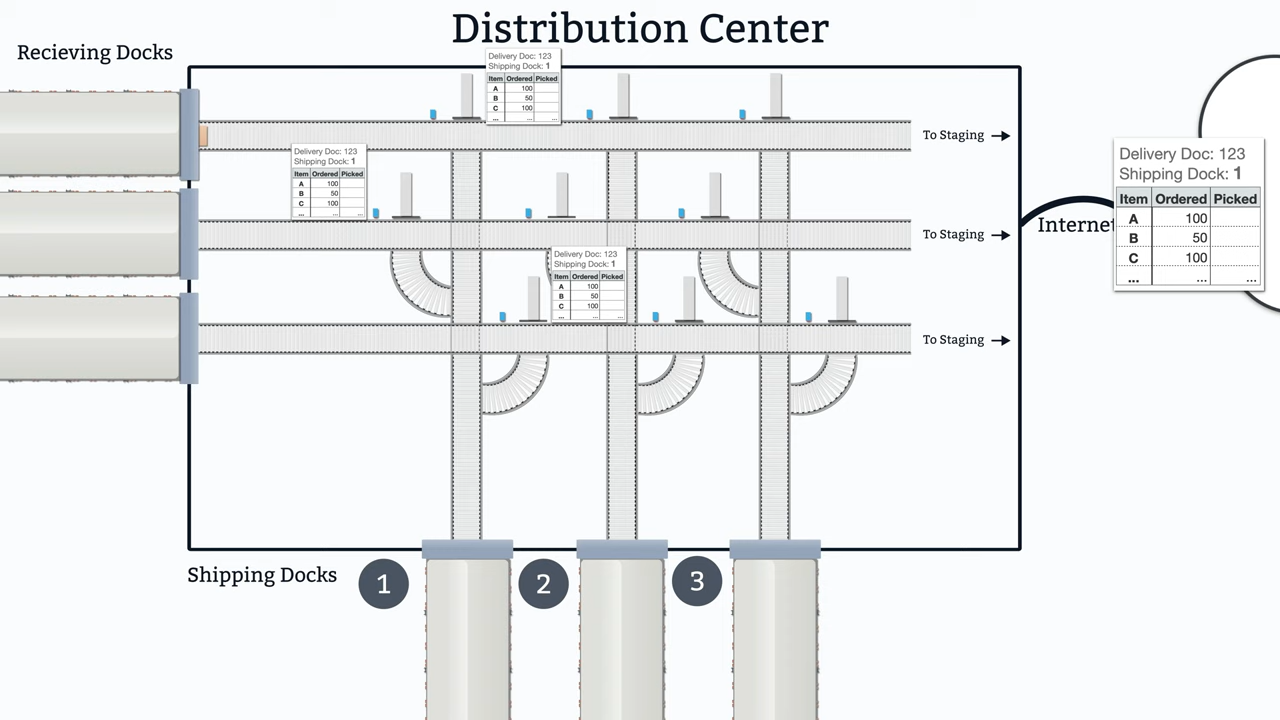 Distribution Center
Recieving Docks
Delivery Doc: 123
Shipping Dock: 1
Item Ordered Picked
A 100
B 50
C 100
... ... ...
To Staging
Delivery Doc: 123
Shipping Dock: 1
Item Ordered Picked
A 100
B 50
C 100
... ... ...
To Staging
Delivery Doc: 123
Shipping Dock: 1
Item Ordered Picked
A 100
B 50
C 100
... ... ...
To Staging
Internet
Delivery Doc: 123
Shipping Dock: 1
Item Ordered Picked
A 100
B 50
C 100
... ... ...
Shipping Docks
1
2
3